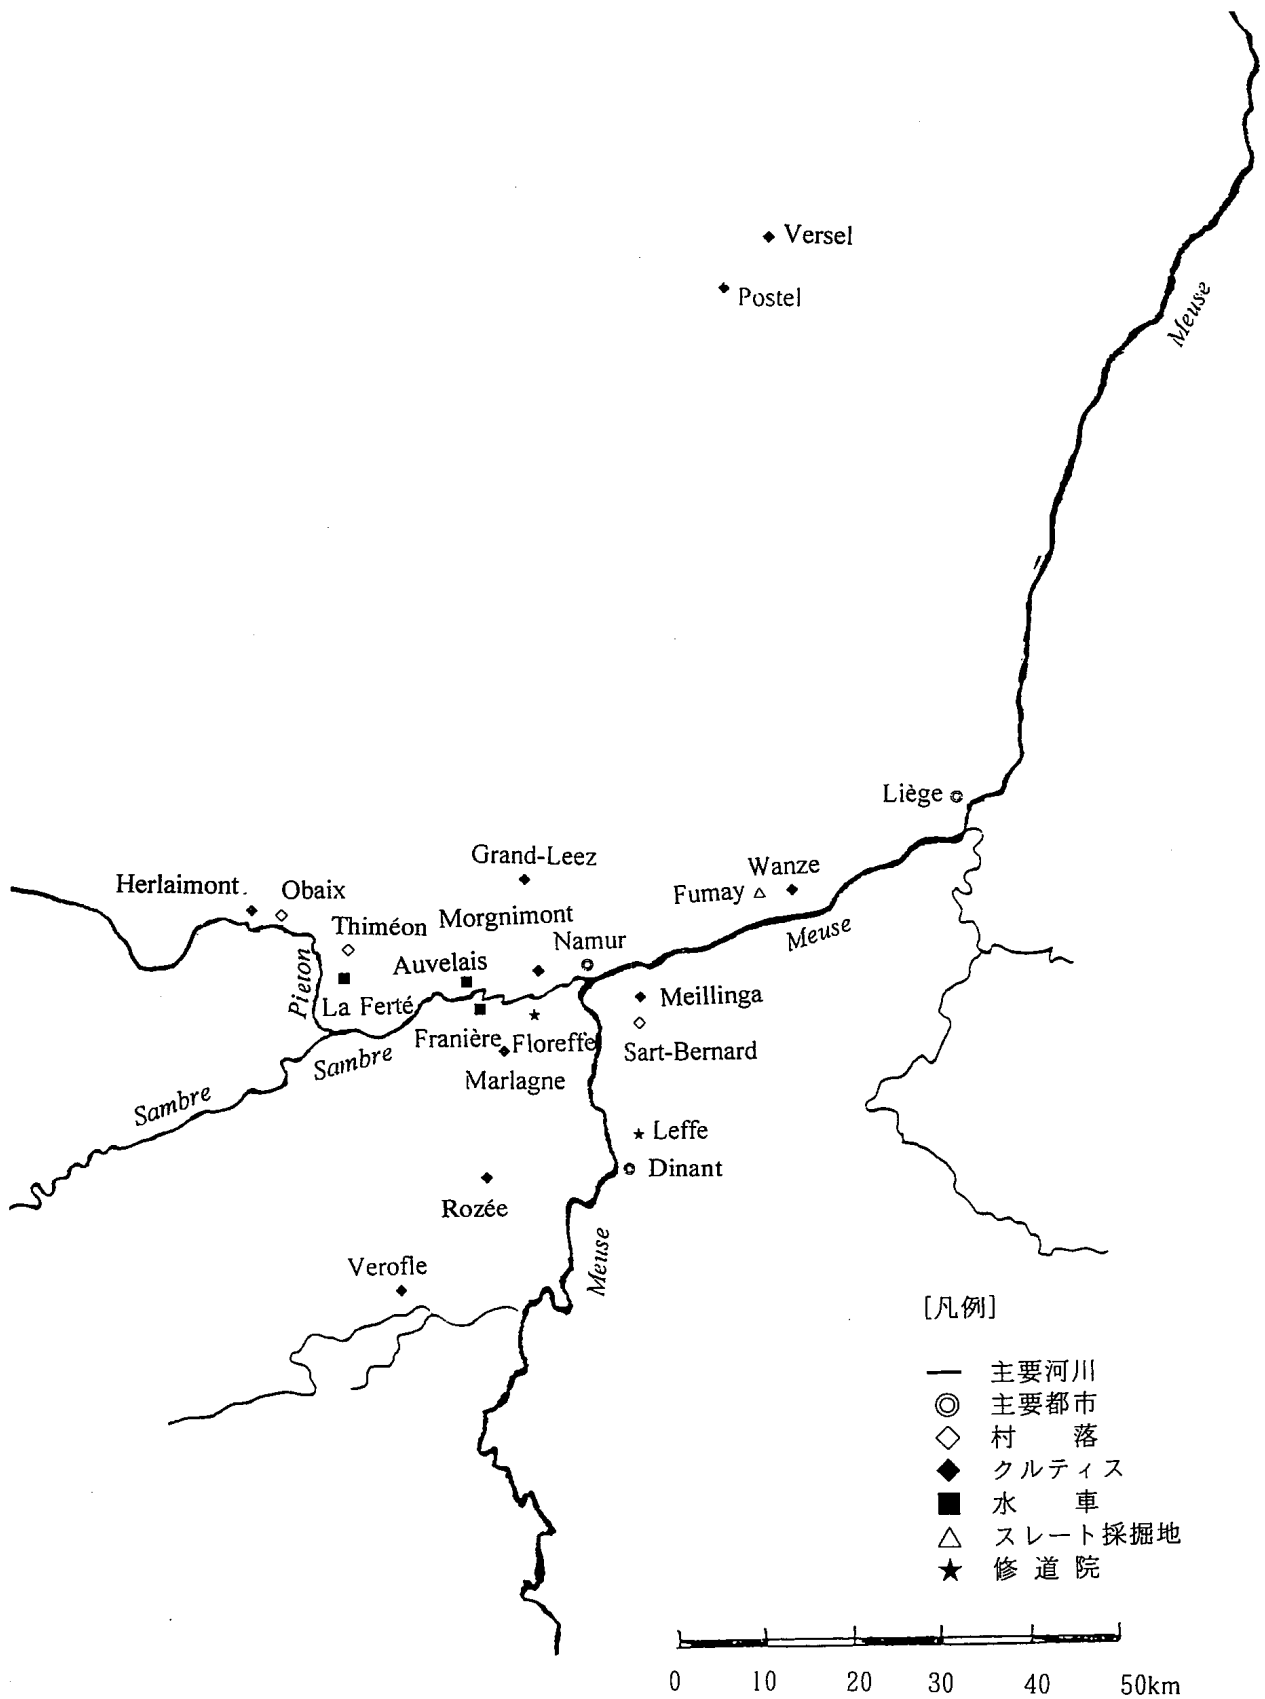 Versel
Postel
Meuse
Liège
Grand-Leez
Wanze
Herlaimont
Obaix
Fumay
Thiméon
Morgnimont
Namur
Meuse
Auvelais
Pieton
La Ferté
Meillinga
Franière
Floreffe
Sart-Bernard
Sambre
Marlagne
Sambre
Leffe
Dinant
Rozée
Meuse
Verofle
[凡例]
主要河川
主要都市
村落
クルティス
水車
スレート採掘地
修道院
0 10 20 30 40 50km